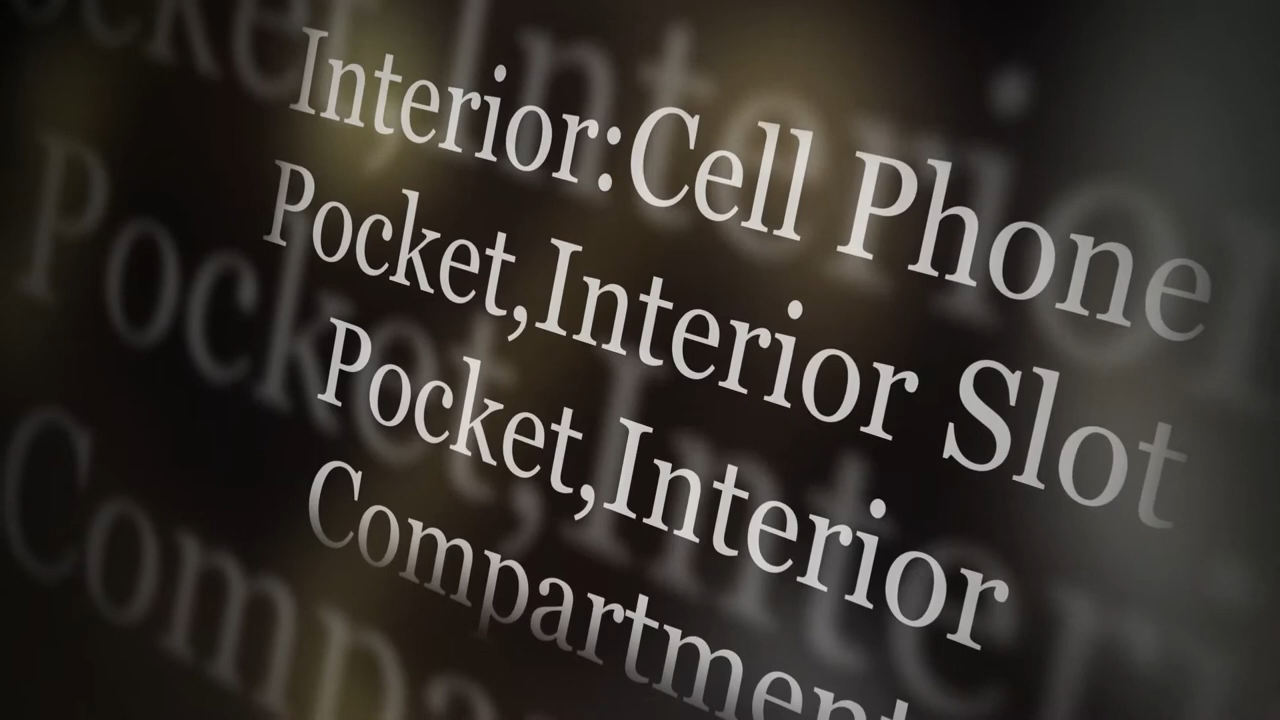 Interior:Cell Phone
Pocket,Interior Slot
Pocket,Interior
Compartment